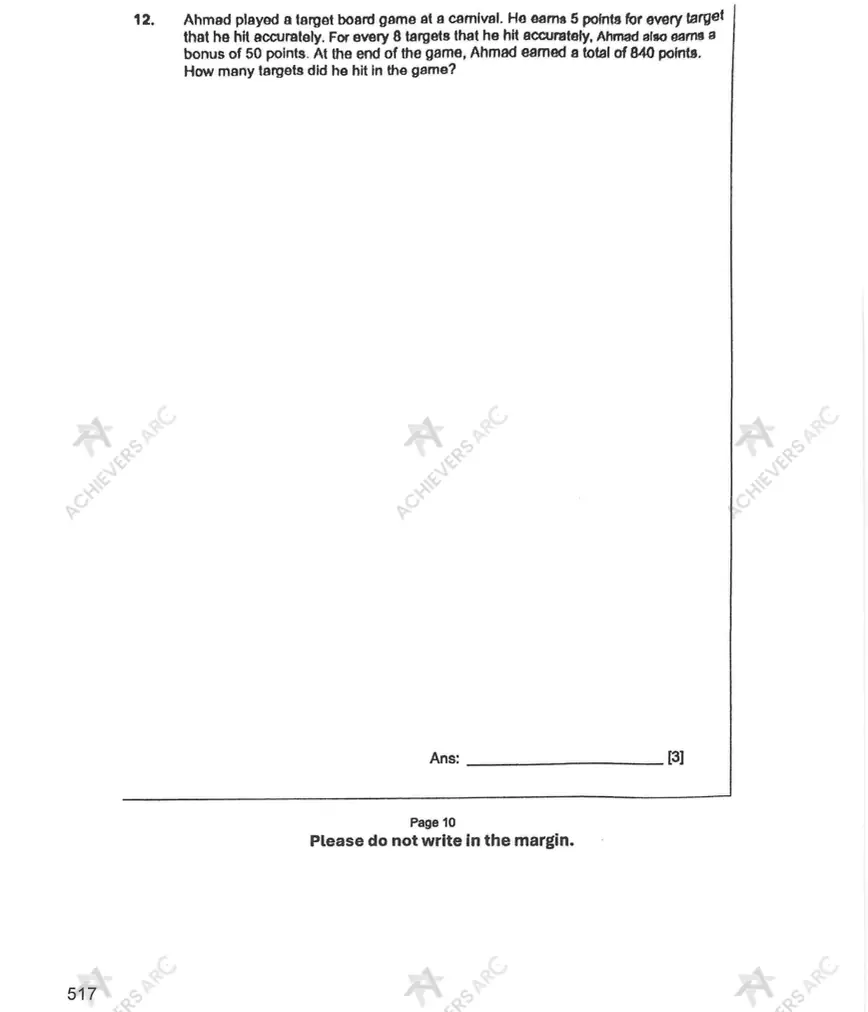 12. Ahmad played a target board game at a carnival. He earns 5 points for every target
that he hit accurately. For every 8 targets that he hit accurately, Ahmad also earns a
bonus of 50 points. At the end of the game, Ahmad earned a total of 840 points.
How many targets did he hit in the game?
ACHIEVERS ARC
ACHIEVERS ARC
ACHIEVERS ARC
Ans: ____________________ [3]
Page 10
Please do not write in the margin.
517